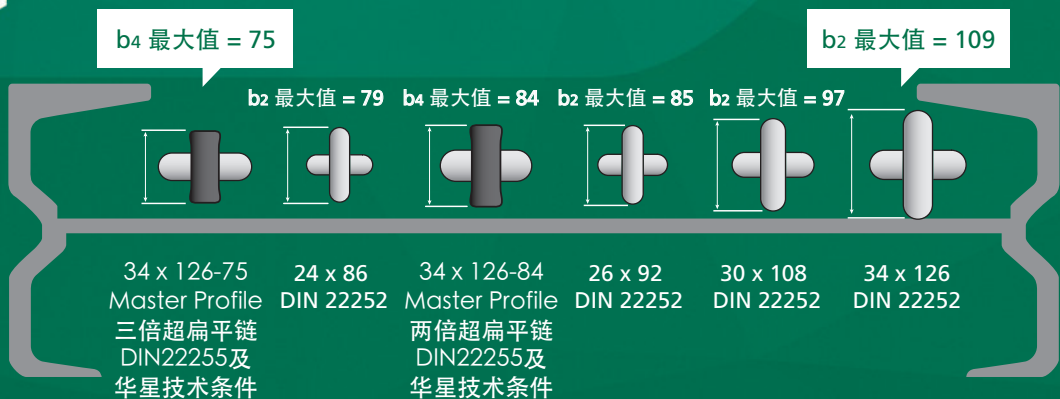 b4 最大值 = 75
b2 最大值 = 109
b2 最大值 = 79
b4 最大值 = 84
b2 最大值 = 85
b2 最大值 = 97
34 x 126-75
Master Profile
三倍超扁平链
DIN22255及
华星技术条件
24 x 86
DIN 22252
34 x 126-84
Master Profile
两倍超扁平链
DIN22255及
华星技术条件
26 x 92
DIN 22252
30 x 108
DIN 22252
34 x 126
DIN 22252